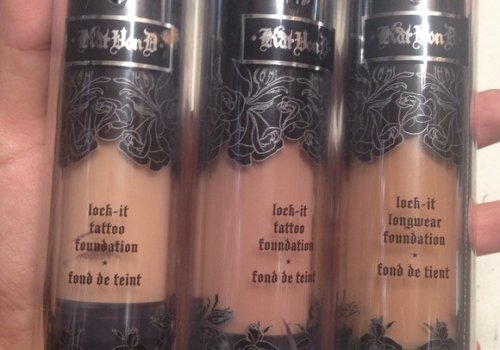 Kat Von D
lock-it
tattoo
foundation
fond de teint
Kat Von D
lock-it
tattoo
foundation
fond de teint
Kat Von D
lock-it
longwear
foundation
fond de tient